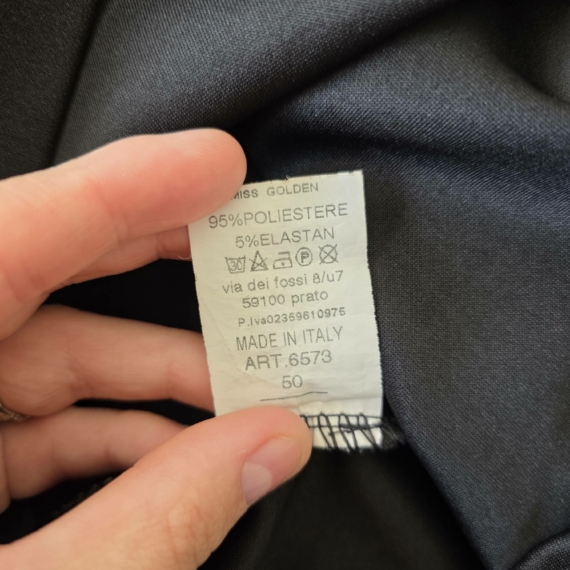 MISS GOLDEN
95%POLIESTERE
5%ELASTAN
30 P
via dei fossi 8/u7
59100 prato
P.Iva02359610975
MADE IN ITALY
ART.6573
50